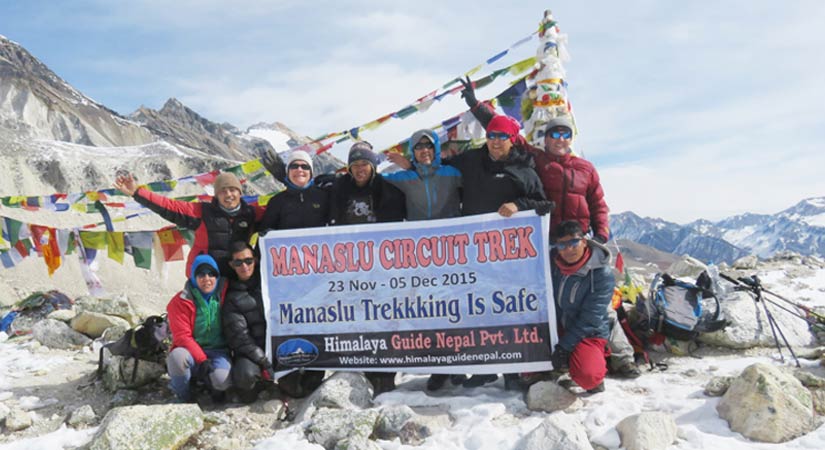 MANASLU CIRCUIT TREK
23 Nov - 05 Dec 2015
Manaslu Trekkking Is Safe
Himalaya Guide Nepal Pvt. Ltd.
Website: www.himalayaguidenepal.com